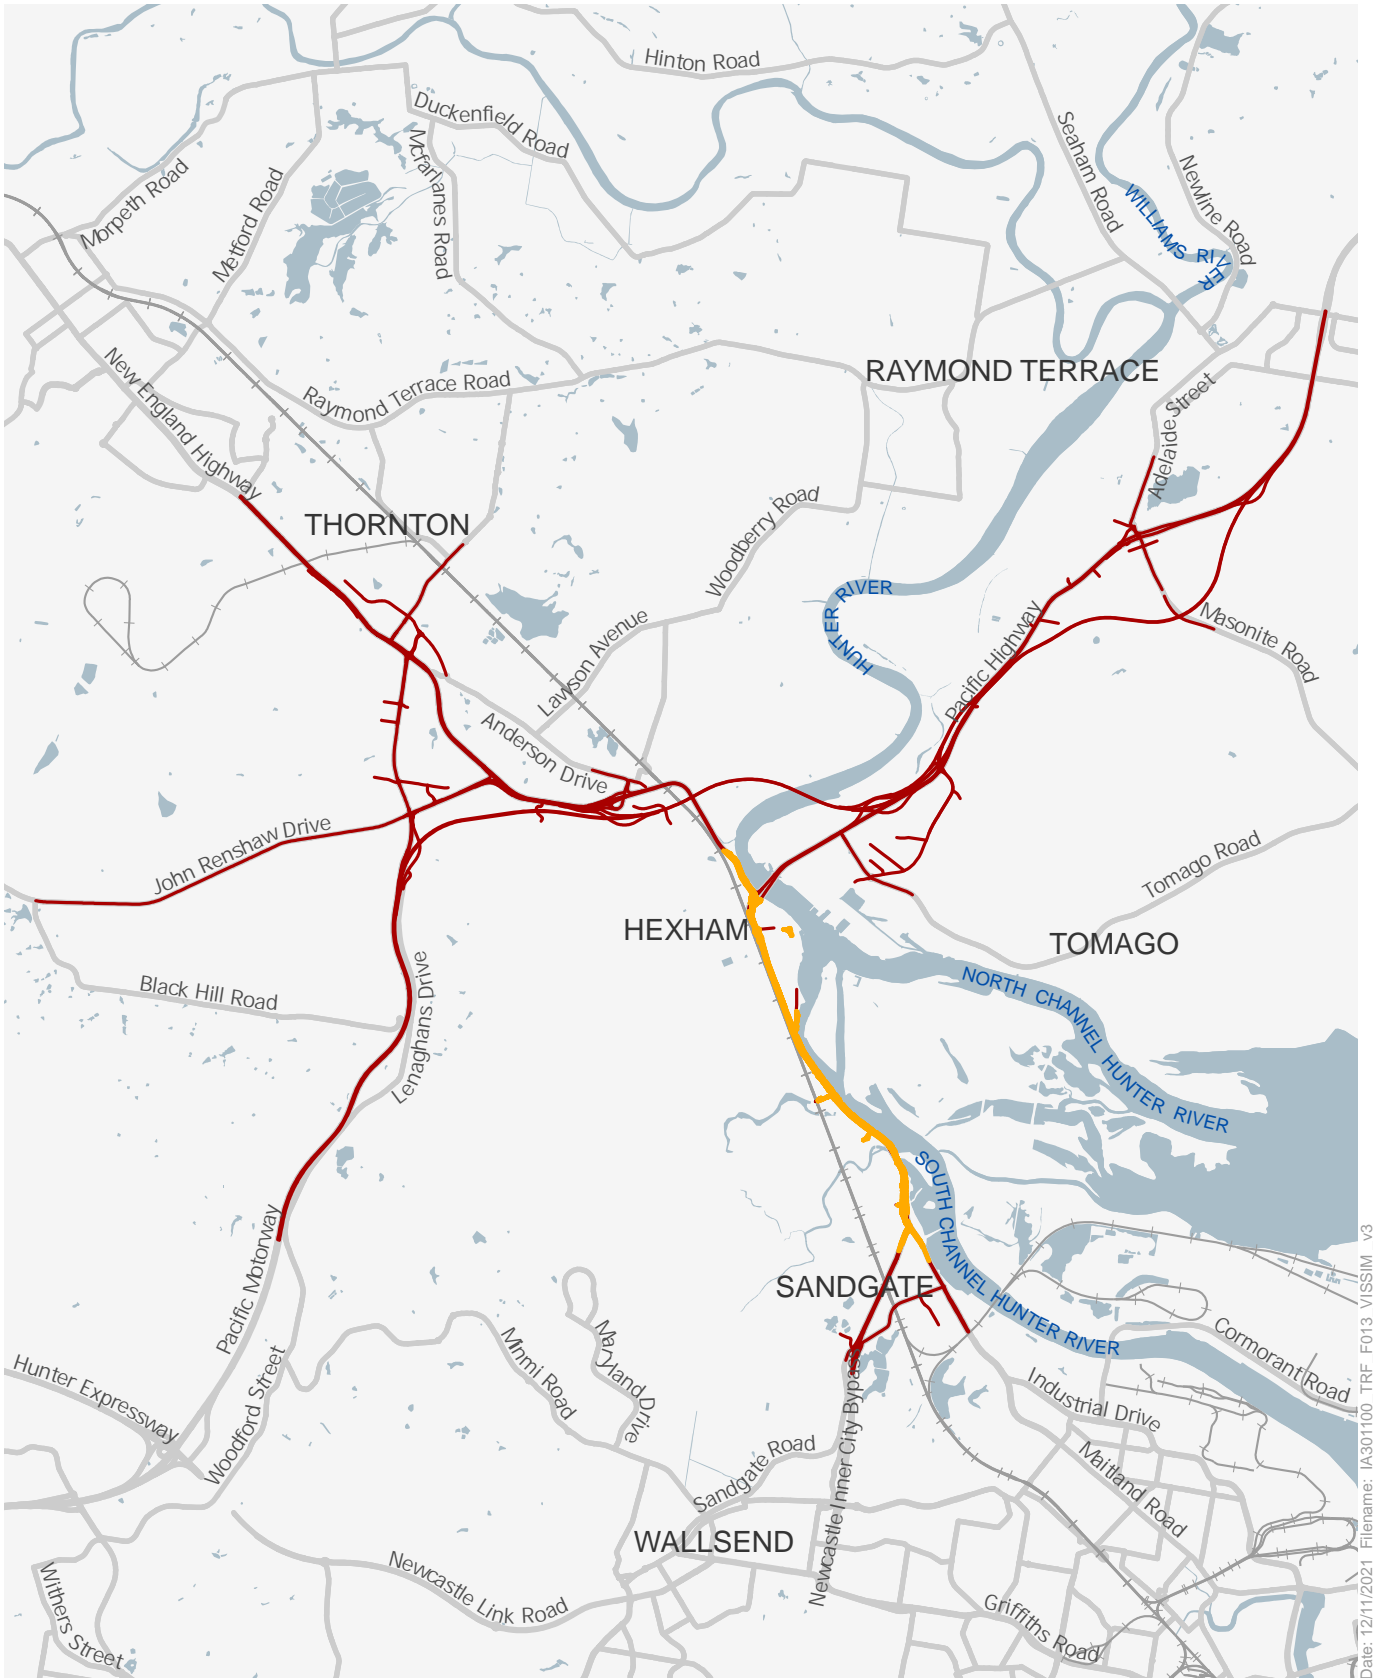 Hinton Road
Duckenfield Road
Mcfarlanes Road
Seaham Road
Newline Road
WILLIAMS RIVER
Morpeth Road
Metford Road
New England Highway
Raymond Terrace Road
RAYMOND TERRACE
Adelaide Street
THORNTON
Woodberry Road
HUNTER RIVER
Masonite Road
Lawson Avenue
Pacific Highway
Anderson Drive
John Renshaw Drive
Tomago Road
HEXHAM
TOMAGO
Black Hill Road
Lenaghans Drive
NORTH CHANNEL HUNTER RIVER
SOUTH CHANNEL HUNTER RIVER
Pacific Motorway
SANDGATE
Cormorant Road
Minmi Road
Maryland Drive
Hunter Expressway
Woodford Street
Newcastle Inner City Bypass
Industrial Drive
Sandgate Road
Maitland Road
WALLSEND
Newcastle Link Road
Griffiths Road
Withers Street
Date: 12/11/2021 Filename: IA301100_TRF_F013_VISSIM_v3